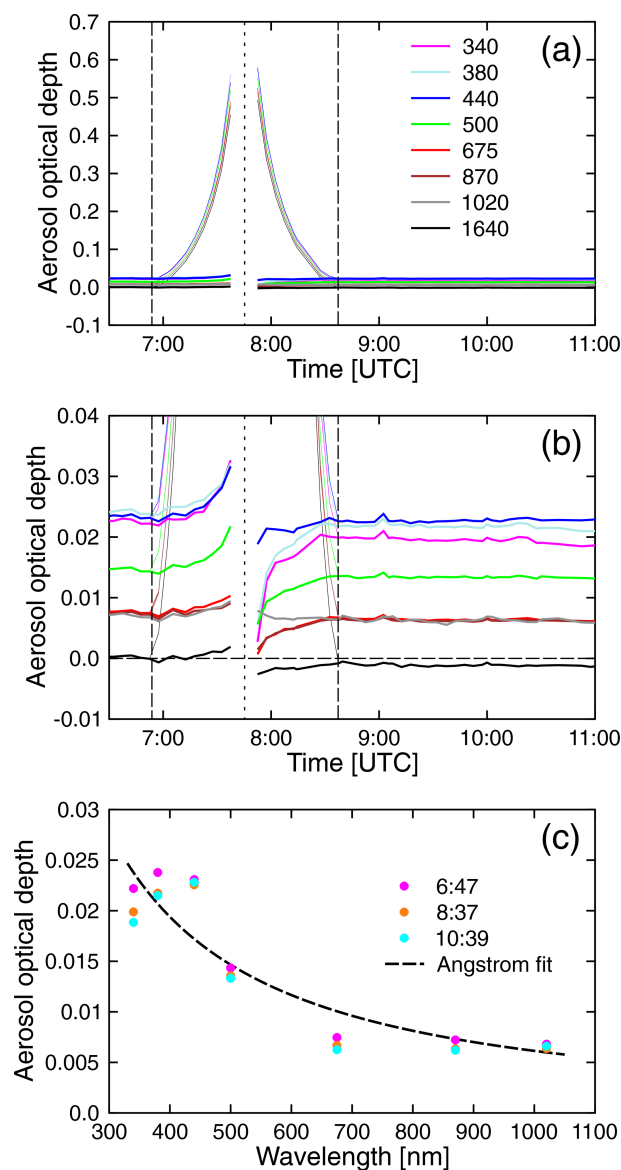 (a)
Aerosol optical depth
0.7
0.6
0.5
0.4
0.3
0.2
0.1
0.0
-0.1
340
380
440
500
675
870
1020
1640
7:00 8:00 9:00 10:00 11:00
Time [UTC]
(b)
Aerosol optical depth
0.04
0.03
0.02
0.01
0.0
-0.01
7:00 8:00 9:00 10:00 11:00
Time [UTC]
(c)
Aerosol optical depth
0.03
0.025
0.02
0.015
0.01
0.005
0.0
6:47
8:37
10:39
Angstrom fit
300 400 500 600 700 800 900 1000 1100
Wavelength [nm]